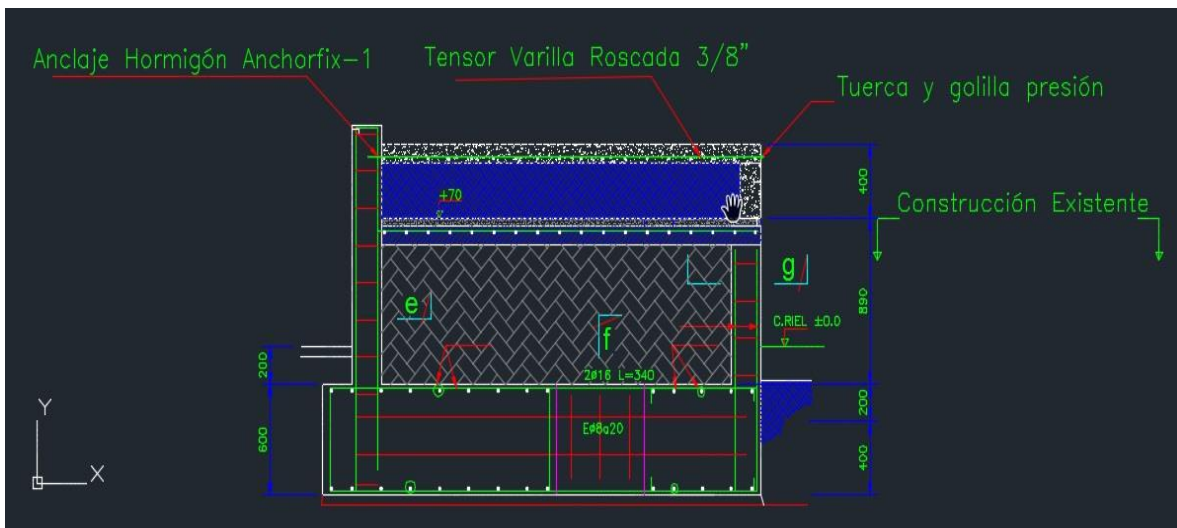 Anclaje Hormigón Anchorfix-1
Tensor Varilla Roscada 3/8"
Tuerca y golilla presión
400
+70
Construcción Existente
g
e
890
f
C.RIEL ±0.0
200
2ø16 L=340
200
Eø8a20
600
400
Y
X